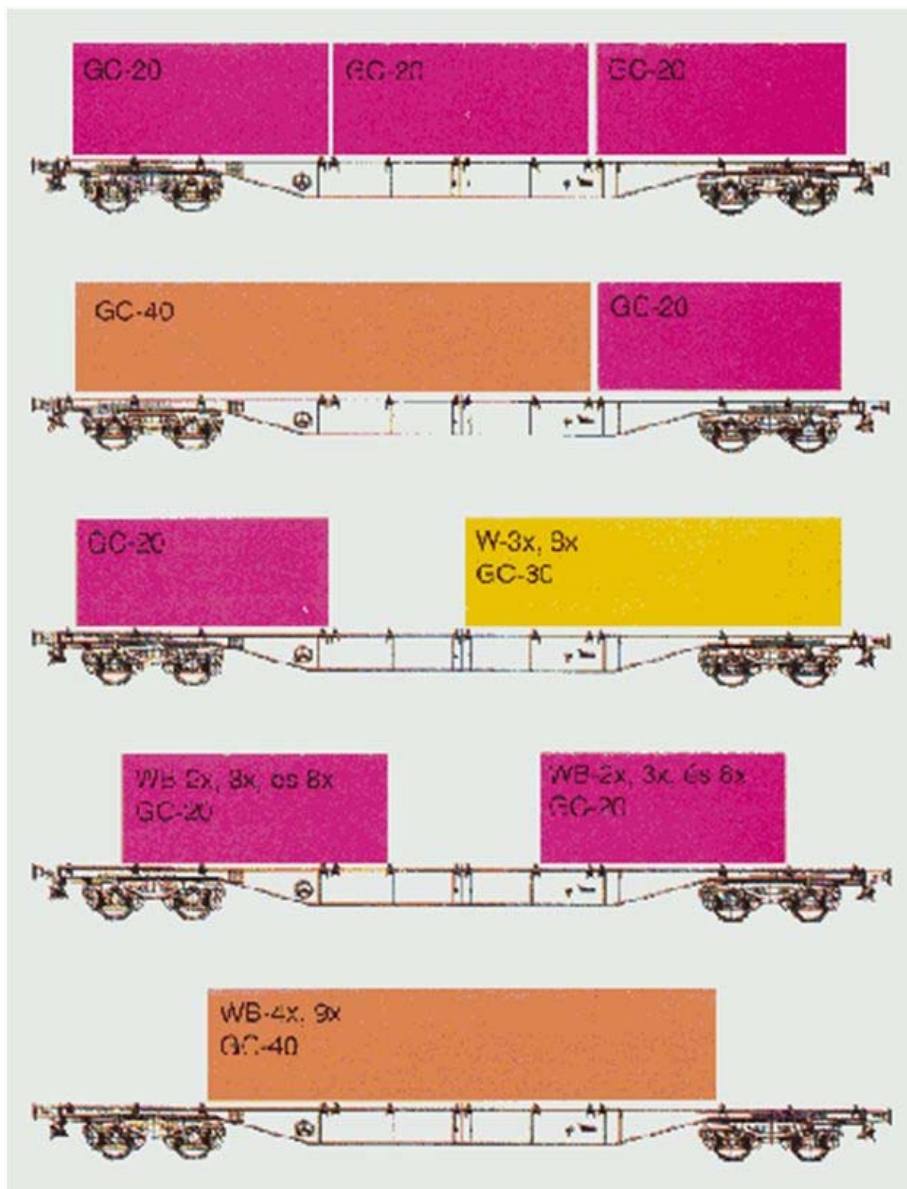 GC-20
GC-20
GC-20
GC-40
GC-20
GC-20
W-3x, 8x
GC-30
WB-2x, 3x, és 8x
GC-20
WB-2x, 3x, és 8x
GC-20
WB-4x, 9x
GC-40